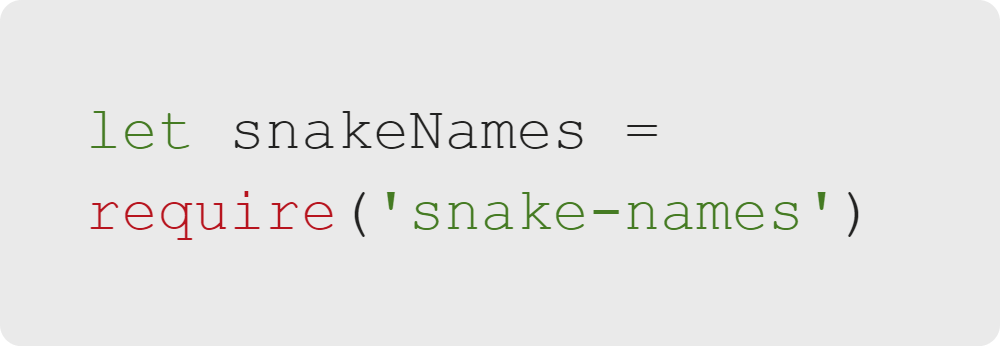 let snakeNames =
require('snake-names')